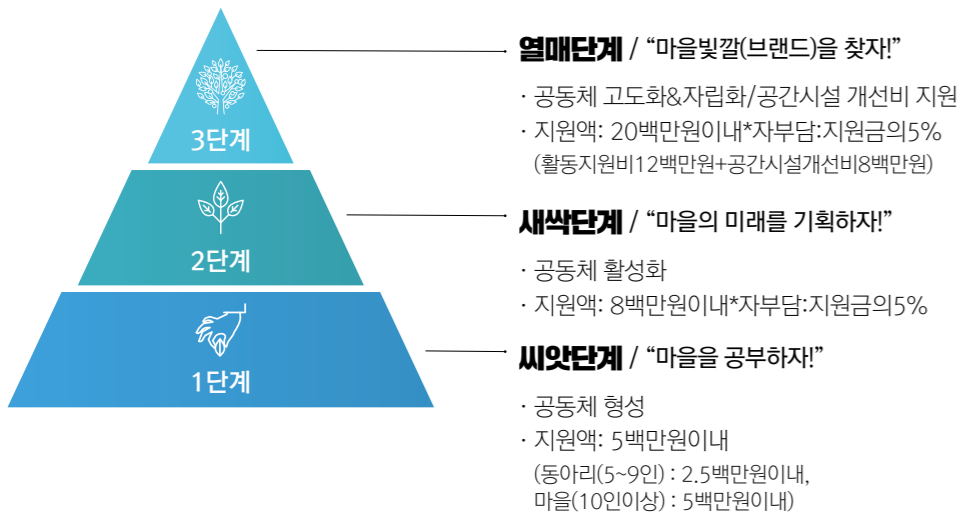 3단계
열매단계 / “마을빛깔(브랜드)을 찾자!”
· 공동체 고도화&자립화/공간시설 개선비 지원
· 지원액: 20백만원이내*자부담:지원금의5%
(활동지원비12백만원+공간시설개선비8백만원)
2단계
새싹단계 / “마을의 미래를 기획하자!”
· 공동체 활성화
· 지원액: 8백만원이내*자부담:지원금의5%
1단계
씨앗단계 / “마을을 공부하자!”
· 공동체 형성
· 지원액: 5백만원이내
(동아리(5~9인) : 2.5백만원이내,
마을(10인이상) : 5백만원이내)